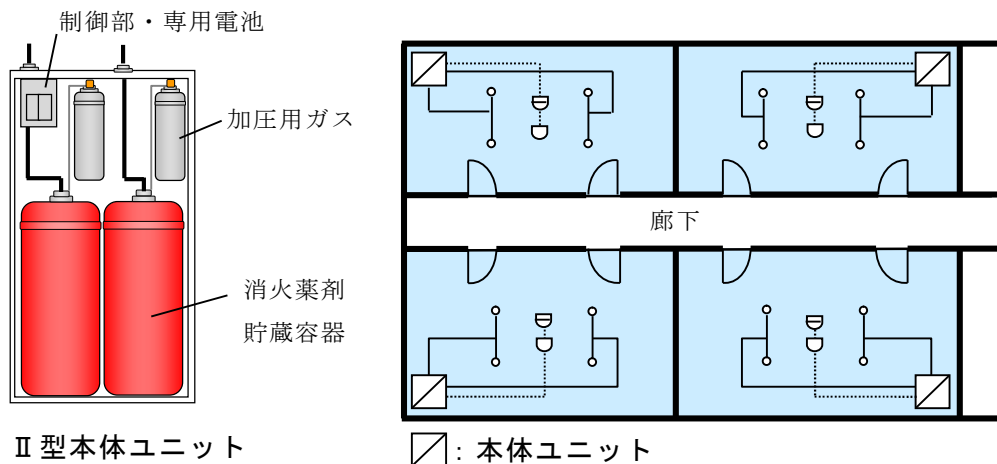 制御部・専用電池
加圧用ガス
消火薬剤
貯蔵容器
Ⅱ型本体ユニット
廊下
：本体ユニット